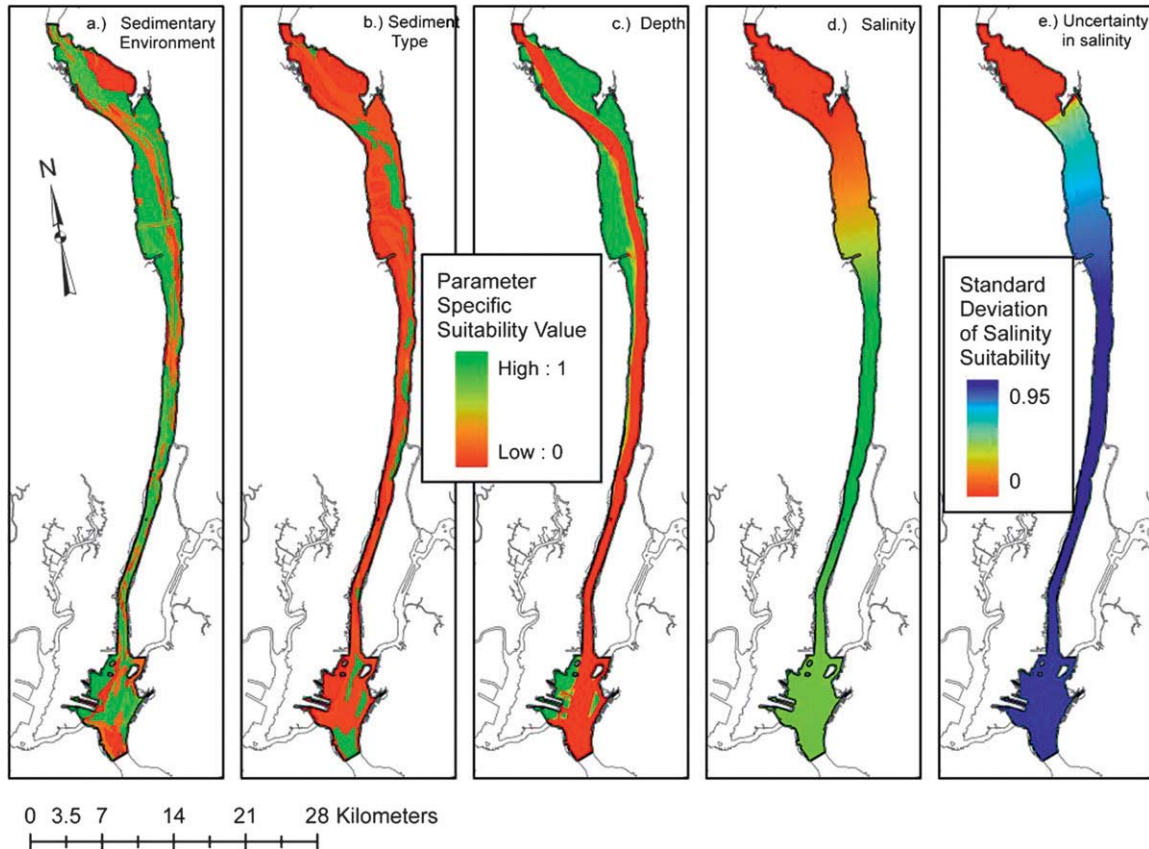 a.) Sedimentary
Environment
b.) Sediment
Type
c.) Depth
d.) Salinity
e.) Uncertainty
in salinity
N
Parameter
Specific
Suitability Value
High : 1
Low : 0
Standard
Deviation
of Salinity
Suitability
0.95
0
0 3.5 7 14 21 28 Kilometers